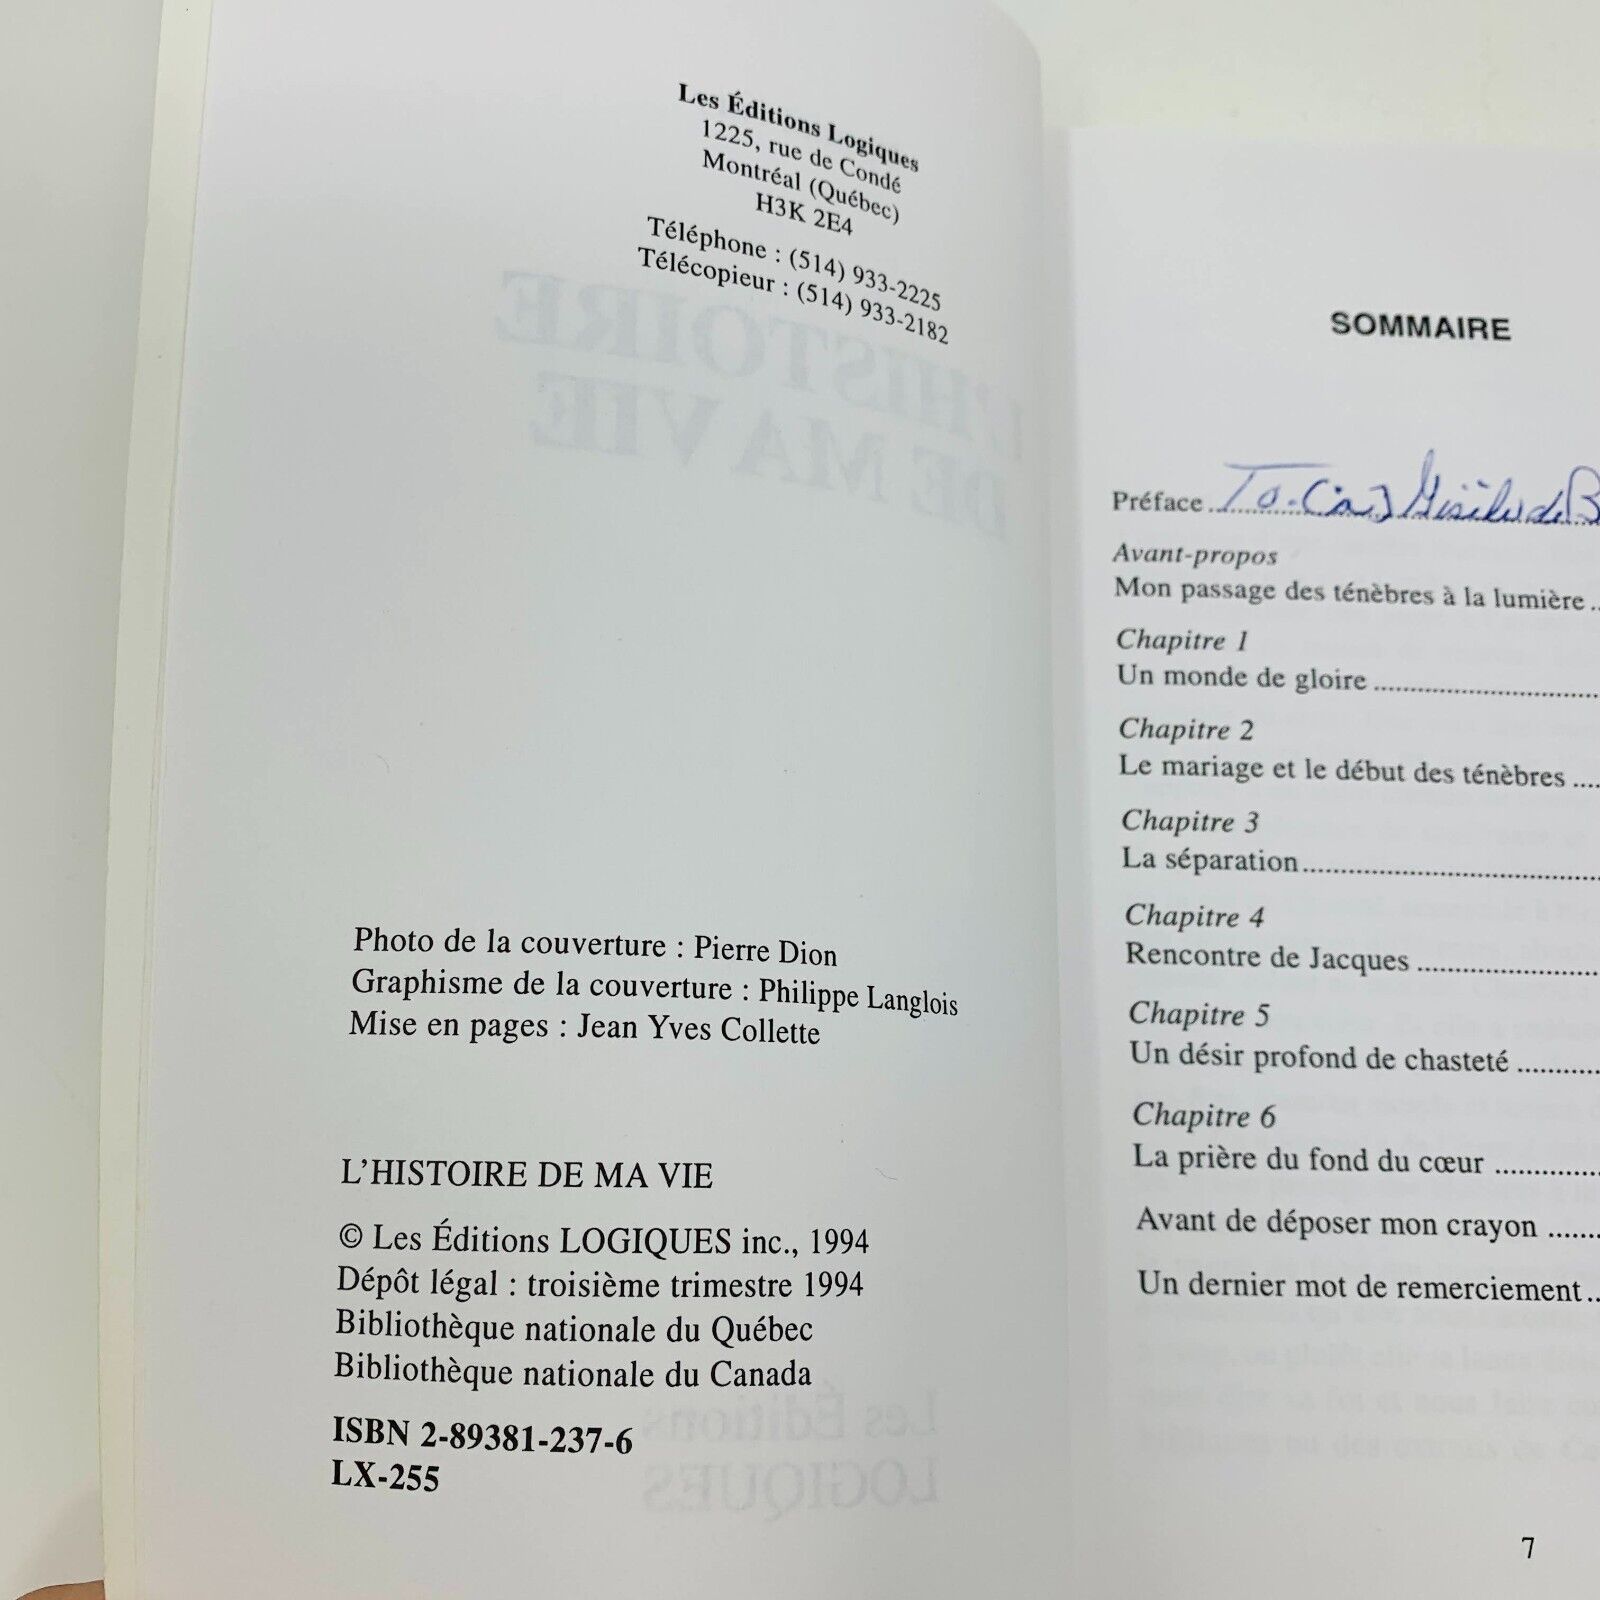 Les Éditions Logiques
1225, rue de Condé
Montréal (Québec)
H3K 2E4
Téléphone : (514) 933-2225
Télécopieur : (514) 933-2182
Photo de la couverture : Pierre Dion
Graphisme de la couverture : Philippe Langlois
Mise en pages : Jean Yves Collette
L'HISTOIRE DE MA VIE
© Les Éditions LOGIQUES inc., 1994
Dépôt légal : troisième trimestre 1994
Bibliothèque nationale du Québec
Bibliothèque nationale du Canada
ISBN 2-89381-237-6
LX-255
SOMMAIRE
Préface
Avant-propos
Mon passage des ténèbres à la lumière
Chapitre 1
Un monde de gloire
Chapitre 2
Le mariage et le début des ténèbres
Chapitre 3
La séparation
Chapitre 4
Rencontre de Jacques
Chapitre 5
Un désir profond de chasteté
Chapitre 6
La prière du fond du cœur
Avant de déposer mon crayon
Un dernier mot de remerciement
7